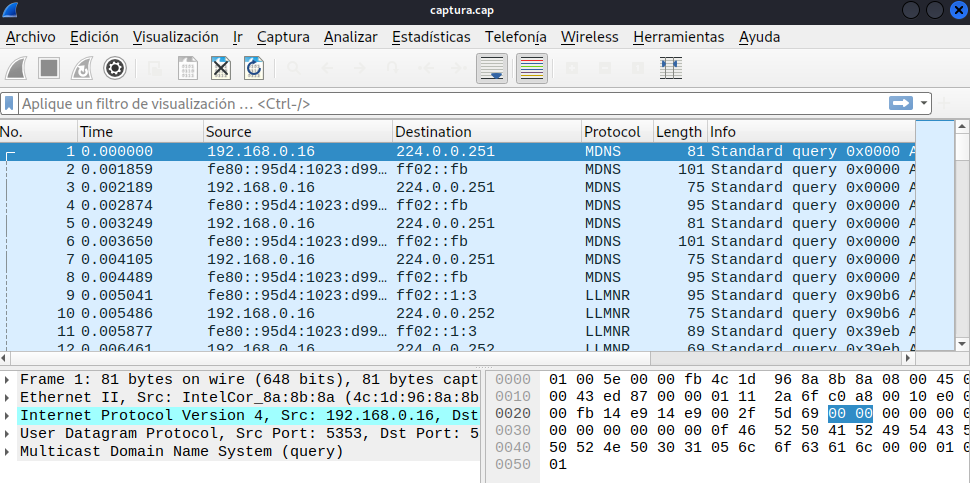 captura.cap
Archivo Edición Visualización Ir Captura Analizar Estadísticas Telefonía Wireless Herramientas Ayuda
Aplique un filtro de visualización … <Ctrl-/>
No. Time Source Destination Protocol Length Info
1 0.000000 192.168.0.16 224.0.0.251 MDNS 81 Standard query 0x0000 A
2 0.001859 fe80::95d4:1023:d99… ff02::fb MDNS 101 Standard query 0x0000 A
3 0.002189 192.168.0.16 224.0.0.251 MDNS 75 Standard query 0x0000 A
4 0.002874 fe80::95d4:1023:d99… ff02::fb MDNS 95 Standard query 0x0000 A
5 0.003249 192.168.0.16 224.0.0.251 MDNS 81 Standard query 0x0000 A
6 0.003650 fe80::95d4:1023:d99… ff02::fb MDNS 101 Standard query 0x0000 A
7 0.004105 192.168.0.16 224.0.0.251 MDNS 75 Standard query 0x0000 A
8 0.004489 fe80::95d4:1023:d99… ff02::fb MDNS 95 Standard query 0x0000 A
9 0.005041 fe80::95d4:1023:d99… ff02::1:3 LLMNR 95 Standard query 0x90b6 A
10 0.005486 192.168.0.16 224.0.0.252 LLMNR 75 Standard query 0x90b6 A
11 0.005877 fe80::95d4:1023:d99… ff02::1:3 LLMNR 89 Standard query 0x39eb A
12 0.006461 192.168.0.16 224.0.0.252 LLMNR 69 Standard query 0x39eb A
Frame 1: 81 bytes on wire (648 bits), 81 bytes capt
Ethernet II, Src: IntelCor_8a:8b:8a (4c:1d:96:8a:8b
Internet Protocol Version 4, Src: 192.168.0.16, Dst
User Datagram Protocol, Src Port: 5353, Dst Port: 5
Multicast Domain Name System (query)
0000 01 00 5e 00 00 fb 4c 1d 96 8a 8b 8a 08 00 45 0
0010 00 43 ed 87 00 00 01 11 2a 6f c0 a8 00 10 e0 0
0020 00 fb 14 e9 14 e9 00 2f 5d 69 00 00 00 00 00 0
0030 00 00 00 00 00 00 0f 46 52 50 41 52 49 54 43 5
0040 50 52 4e 50 30 31 05 6c 6f 63 61 6c 00 00 01 0
0050 01